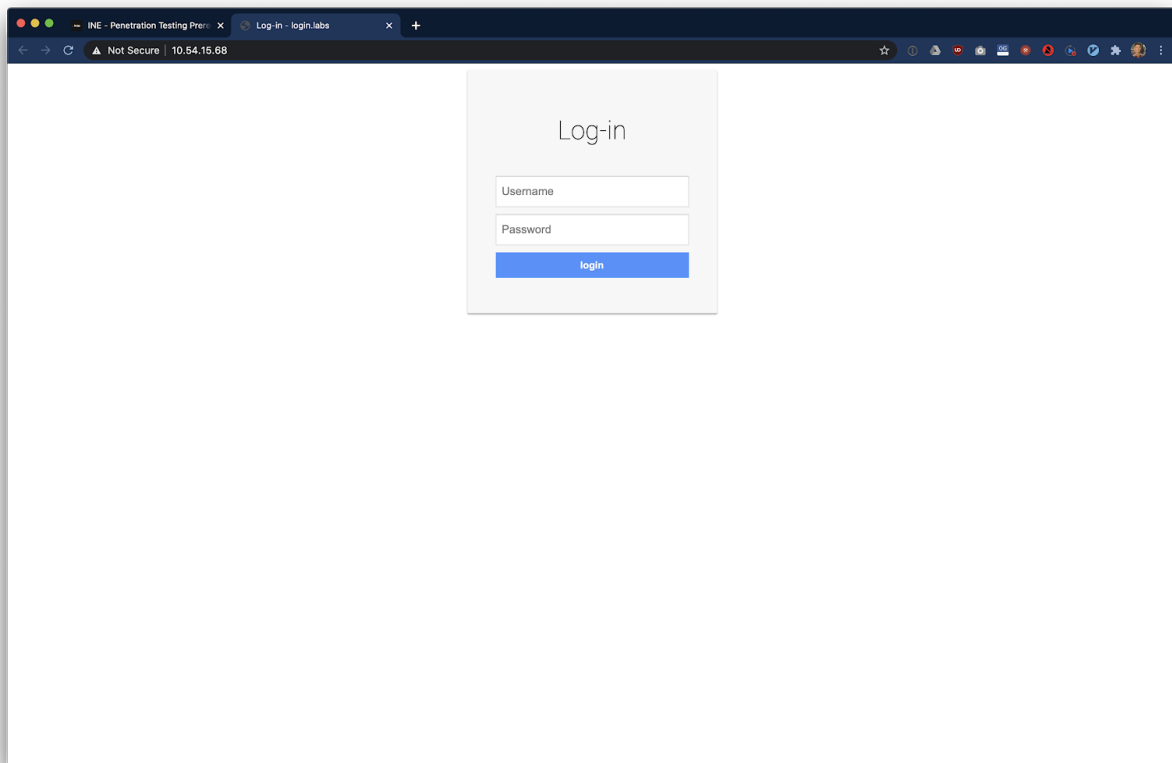 INE - Penetration Testing Prere
Log-in - login.labs
Not Secure
10.54.15.68
Log-in
Username
Password
login